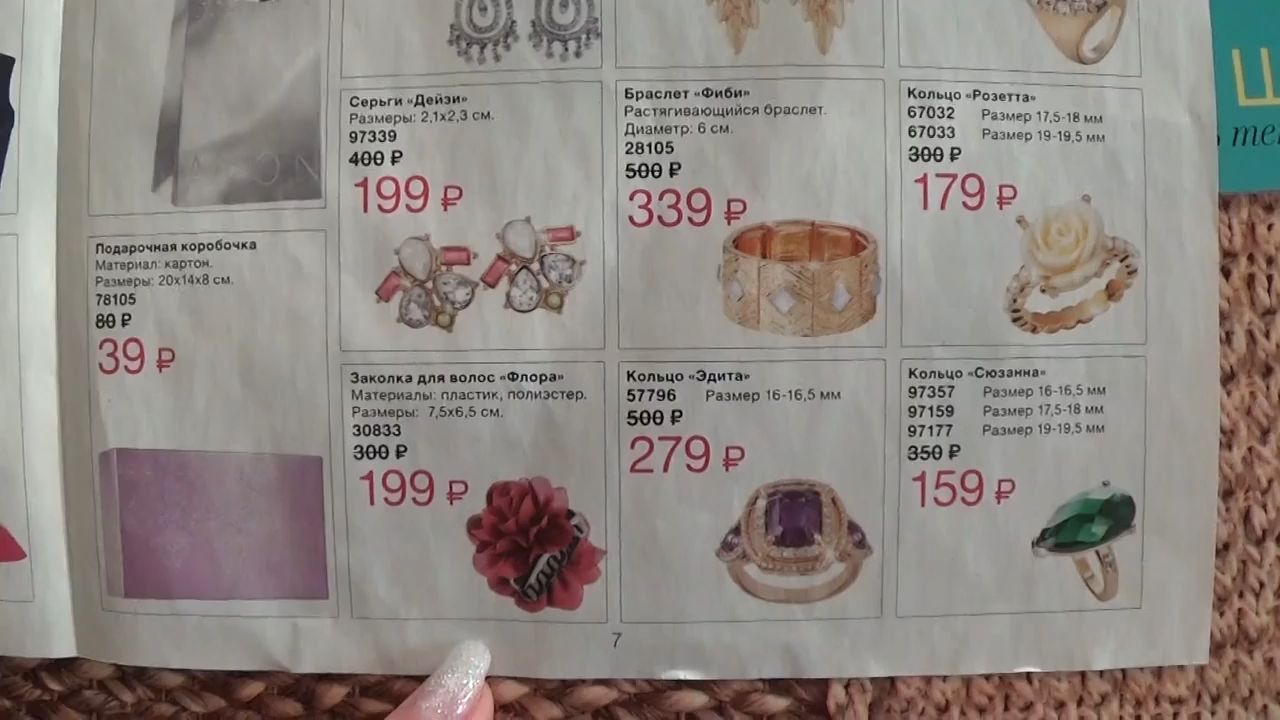 Подарочная коробочка
Материал: картон.
Размеры: 20х14х8 см.
78105
80 ₽
39 ₽
Серьги «Дейзи»
Размеры: 2,1х2,3 см.
97339
400 ₽
199 ₽
Браслет «Фиби»
Растягивающийся браслет.
Диаметр: 6 см.
28105
500 ₽
339 ₽
Кольцо «Розетта»
67032 Размер 17,5-18 мм
67033 Размер 19-19,5 мм
300 ₽
179 ₽
Заколка для волос «Флора»
Материалы: пластик, полиэстер.
Размеры: 7,5х6,5 см.
30833
300 ₽
199 ₽
Кольцо «Эдита»
57796 Размер 16-16,5 мм
500 ₽
279 ₽
Кольцо «Сюзанна»
97357 Размер 16-16,5 мм
97159 Размер 17,5-18 мм
97177 Размер 19-19,5 мм
350 ₽
159 ₽
7